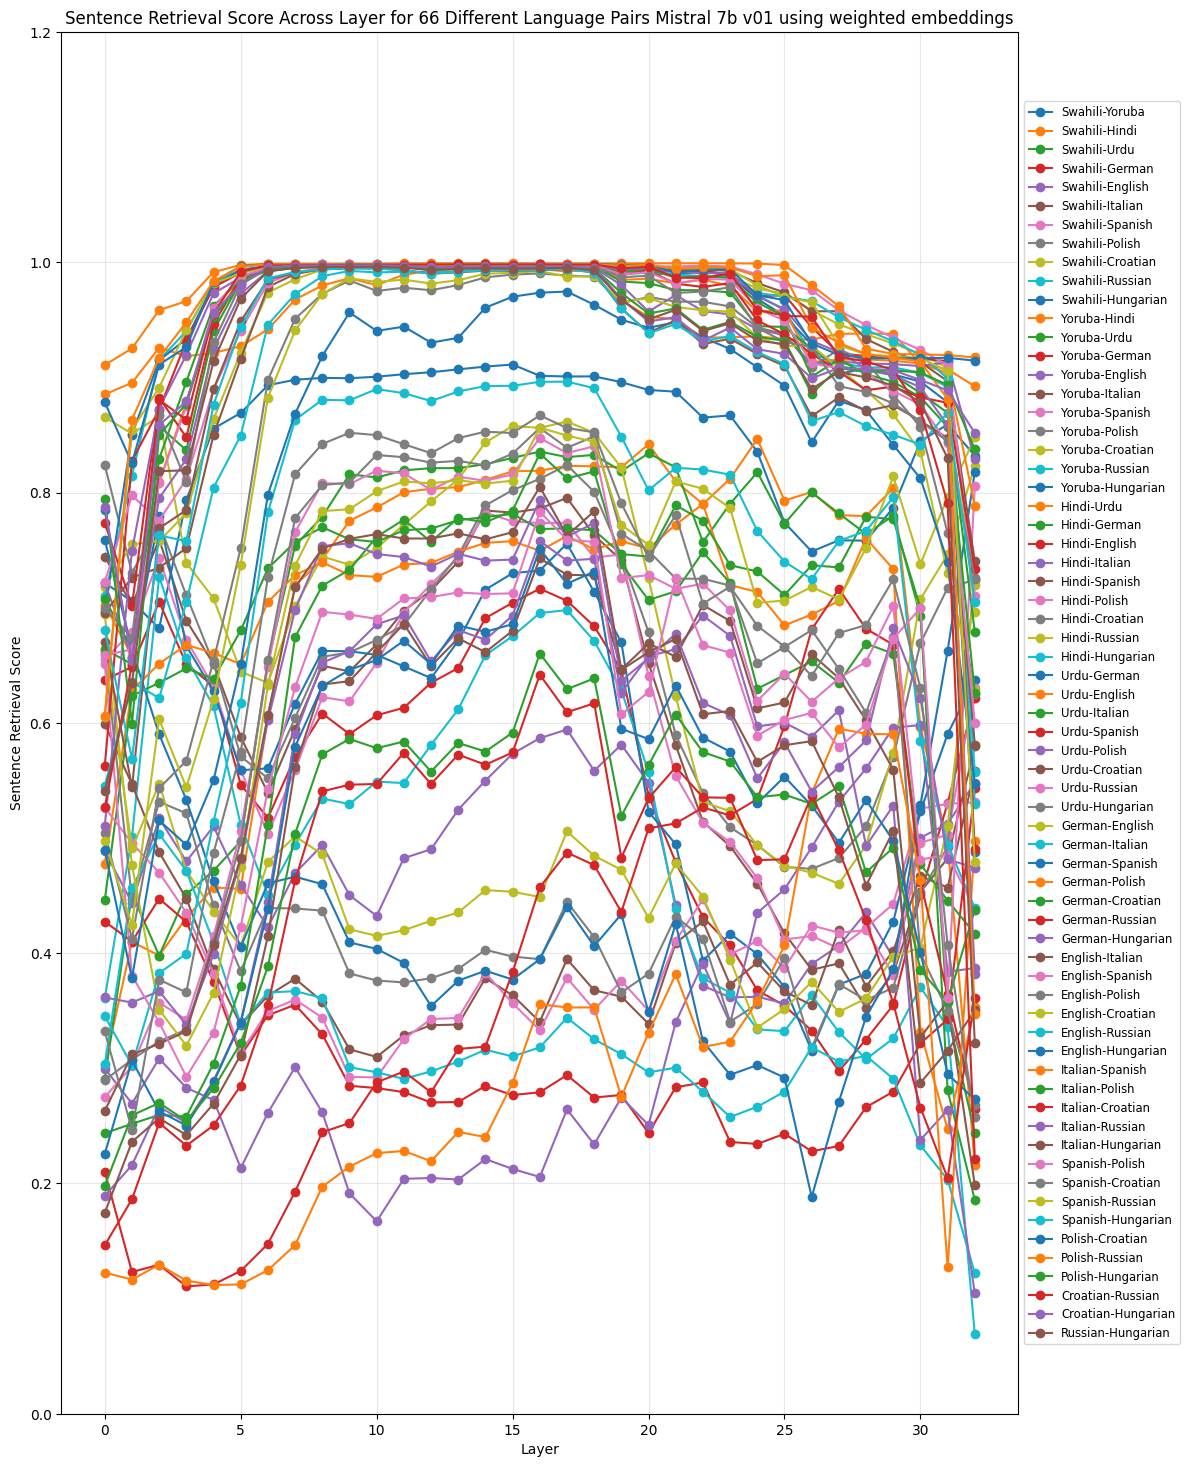 Sentence Retrieval Score Across Layer for 66 Different Language Pairs Mistral 7b v01 using weighted embeddings
1.2
1.0
0.8
0.6
0.4
0.2
0.0
Sentence Retrieval Score
0
5
10
15
20
25
30
Layer
Swahili-Yoruba
Swahili-Hindi
Swahili-Urdu
Swahili-German
Swahili-English
Swahili-Italian
Swahili-Spanish
Swahili-Polish
Swahili-Croatian
Swahili-Russian
Swahili-Hungarian
Yoruba-Hindi
Yoruba-Urdu
Yoruba-German
Yoruba-English
Yoruba-Italian
Yoruba-Spanish
Yoruba-Polish
Yoruba-Croatian
Yoruba-Russian
Yoruba-Hungarian
Hindi-Urdu
Hindi-German
Hindi-English
Hindi-Italian
Hindi-Spanish
Hindi-Polish
Hindi-Croatian
Hindi-Russian
Hindi-Hungarian
Urdu-German
Urdu-English
Urdu-Italian
Urdu-Spanish
Urdu-Polish
Urdu-Croatian
Urdu-Russian
Urdu-Hungarian
German-English
German-Italian
German-Spanish
German-Polish
German-Croatian
German-Russian
German-Hungarian
English-Italian
English-Spanish
English-Polish
English-Croatian
English-Russian
English-Hungarian
Italian-Spanish
Italian-Polish
Italian-Croatian
Italian-Russian
Italian-Hungarian
Spanish-Polish
Spanish-Croatian
Spanish-Russian
Spanish-Hungarian
Polish-Croatian
Polish-Russian
Polish-Hungarian
Croatian-Russian
Croatian-Hungarian
Russian-Hungarian